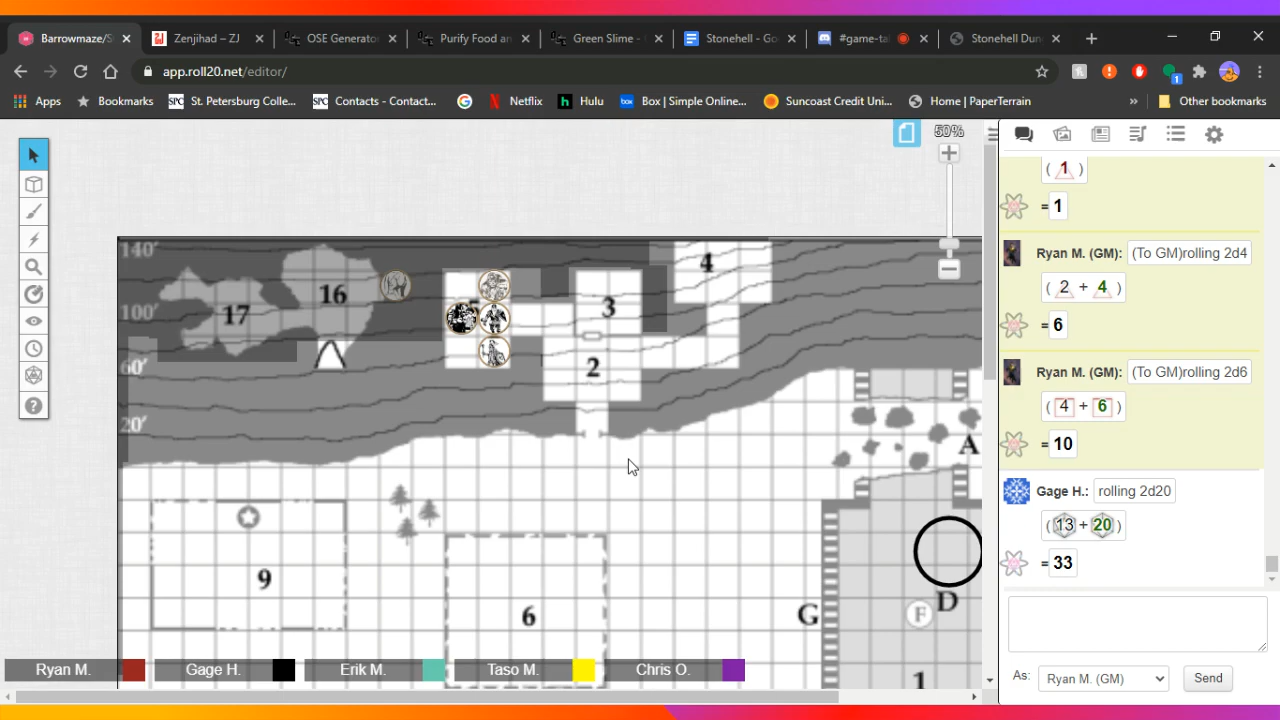 Barrowmaze/S
Zenjihad – ZJ
OSE Generato
Purify Food an
Green Slime -
Stonehell - Go
#game-ta
Stonehell Dun
app.roll20.net/editor/
Apps
Bookmarks
St. Petersburg Colle...
Contacts - Contact...
Netflix
Hulu
Box | Simple Onlin...
Suncoast Credit Uni...
Home | PaperTerrain
»
Other bookmarks
50%
140'
100'
60'
20'
17
16
3
4
2
9
6
A
G
F
D
1
( 1 )
= 1
Ryan M. (GM): (To GM)rolling 2d4
( 2 + 4 )
= 6
Ryan M. (GM): (To GM)rolling 2d6
( 4 + 6 )
= 10
Gage H.: rolling 2d20
( 13 + 20 )
= 33
As: Ryan M. (GM) Send
Ryan M.
Gage H.
Erik M.
Taso M.
Chris O.